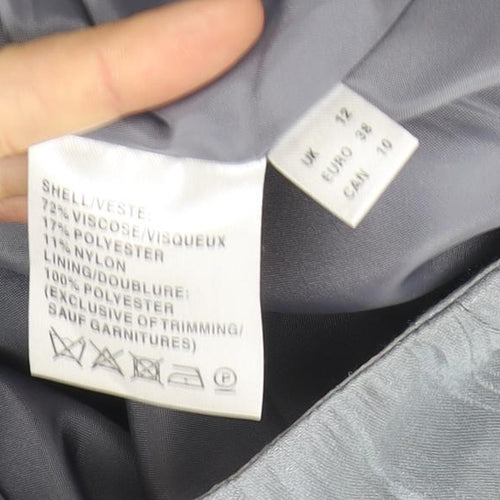 SHELL/VESTE:
72% VISCOSE/VISQUEUX
17% POLYESTER
11% NYLON
LINING/DOUBLURE:
100% POLYESTER
(EXCLUSIVE OF TRIMMING/
SAUF GARNITURES)
P
UK 12
EURO 38
CAN 10